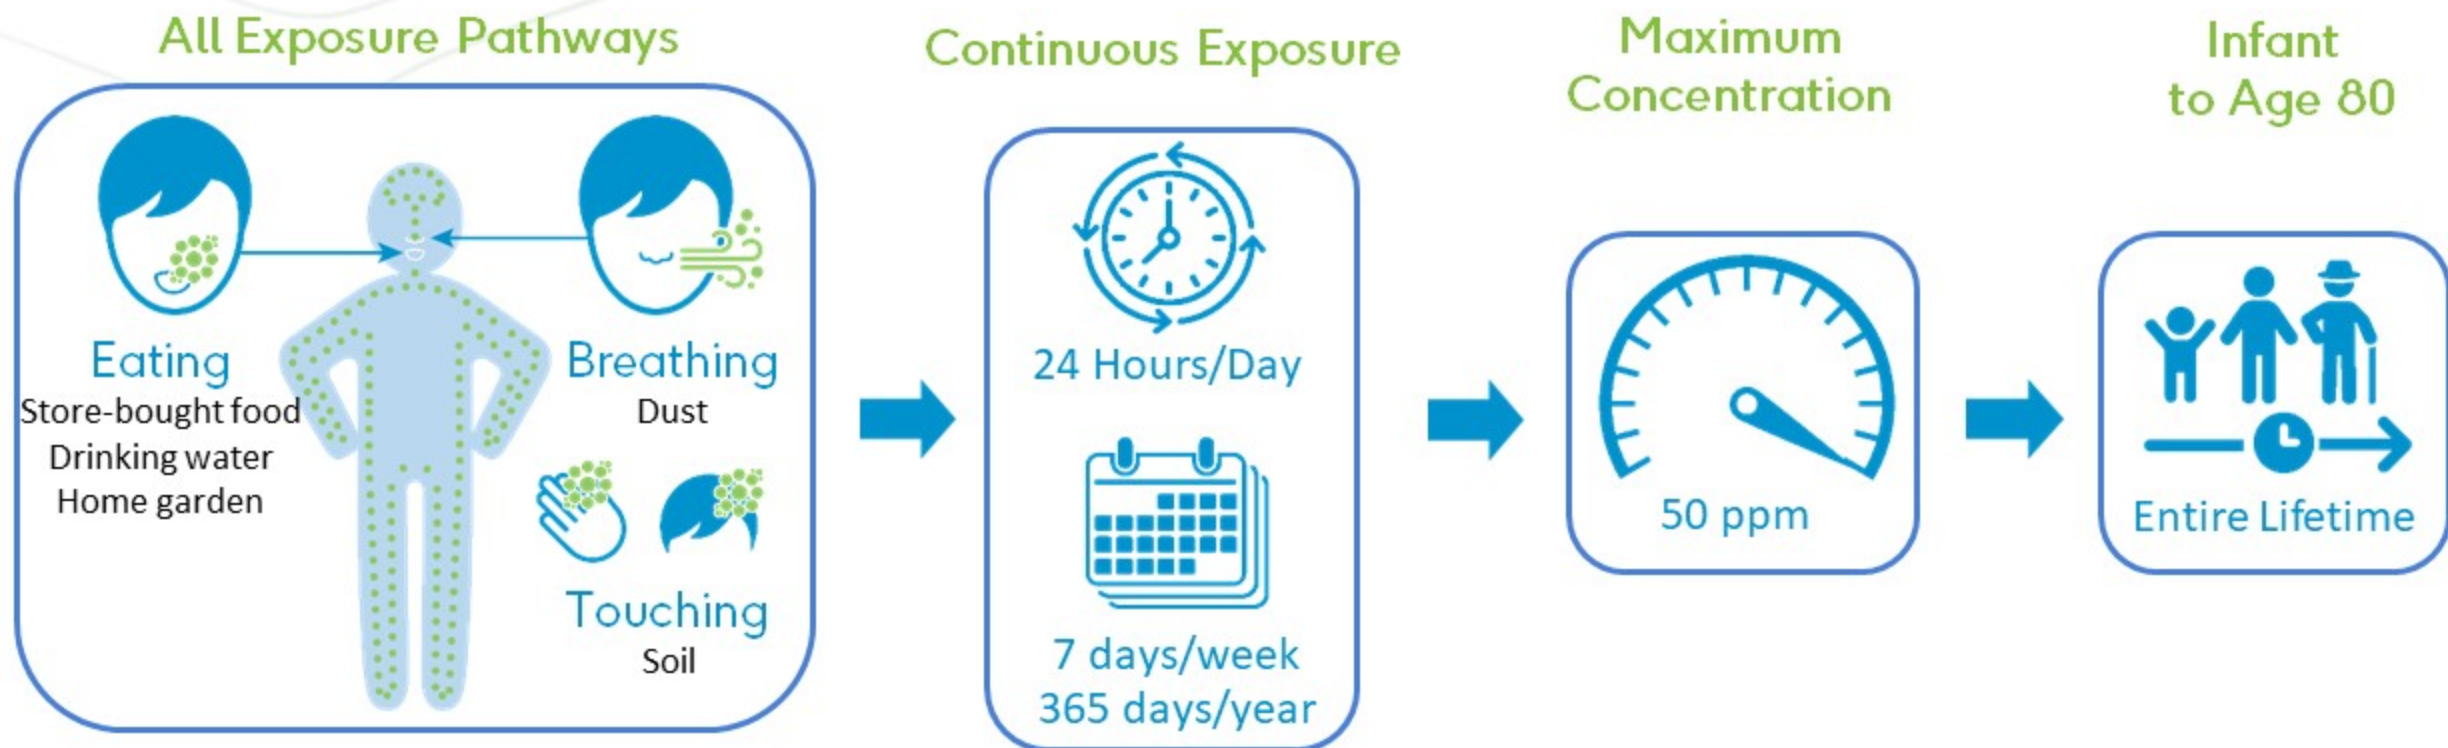 All Exposure Pathways
Eating
Store-bought food
Drinking water
Home garden
Breathing
Dust
Touching
Soil
Continuous Exposure
24 Hours/Day
7 days/week
365 days/year
Maximum
Concentration
50 ppm
Infant
to Age 80
Entire Lifetime